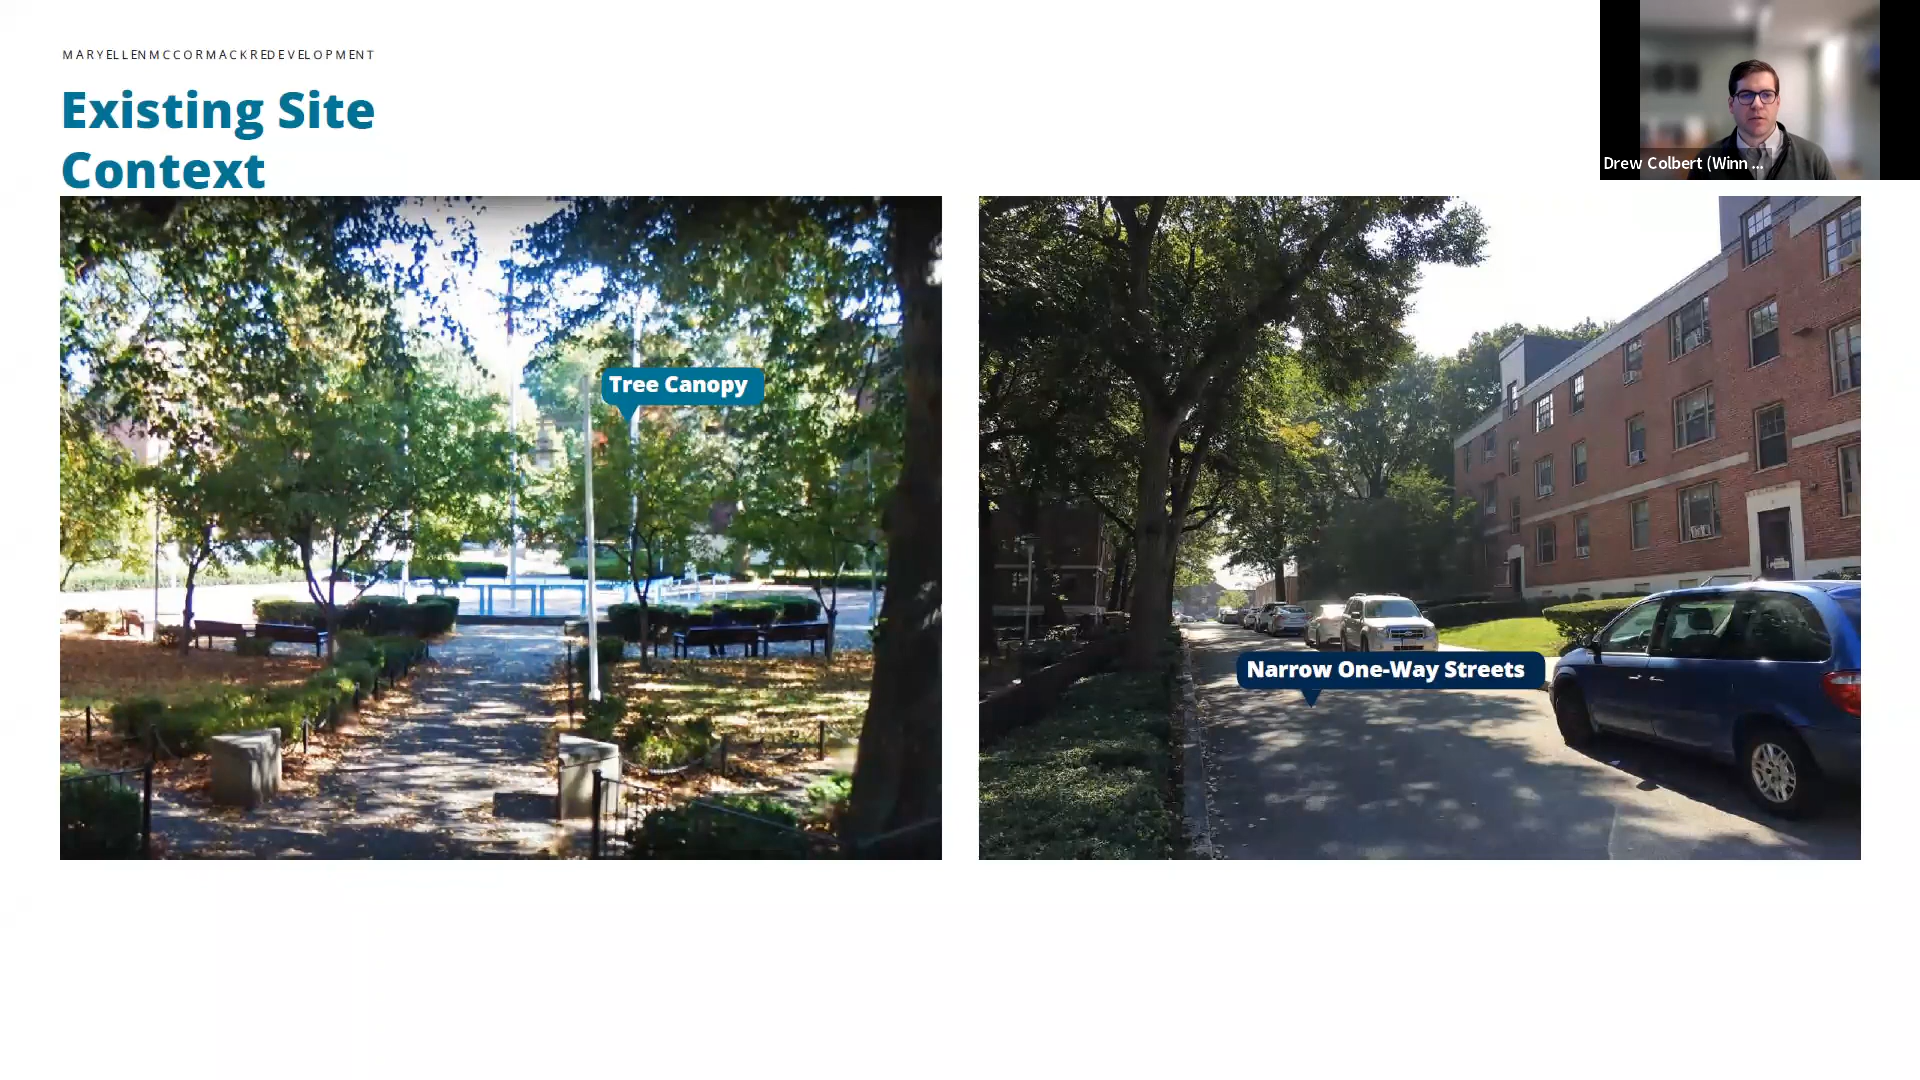 MARYELLENMCCORMACKREDEVELOPMENT
Existing Site
Context
Drew Colbert (Winn ...
Tree Canopy
Narrow One-Way Streets